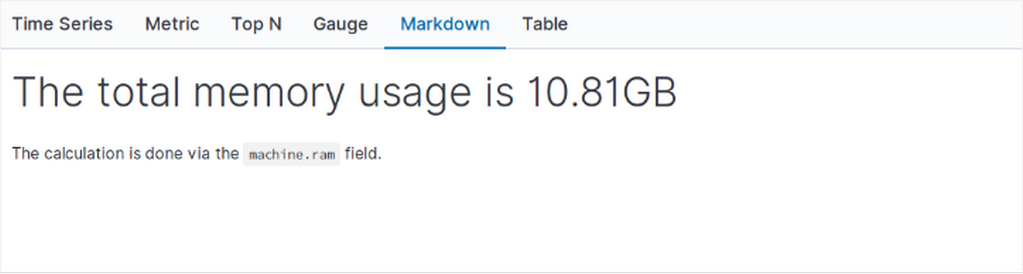 Time Series Metric Top N Gauge Markdown Table
The total memory usage is 10.81GB
The calculation is done via the machine.ram field.